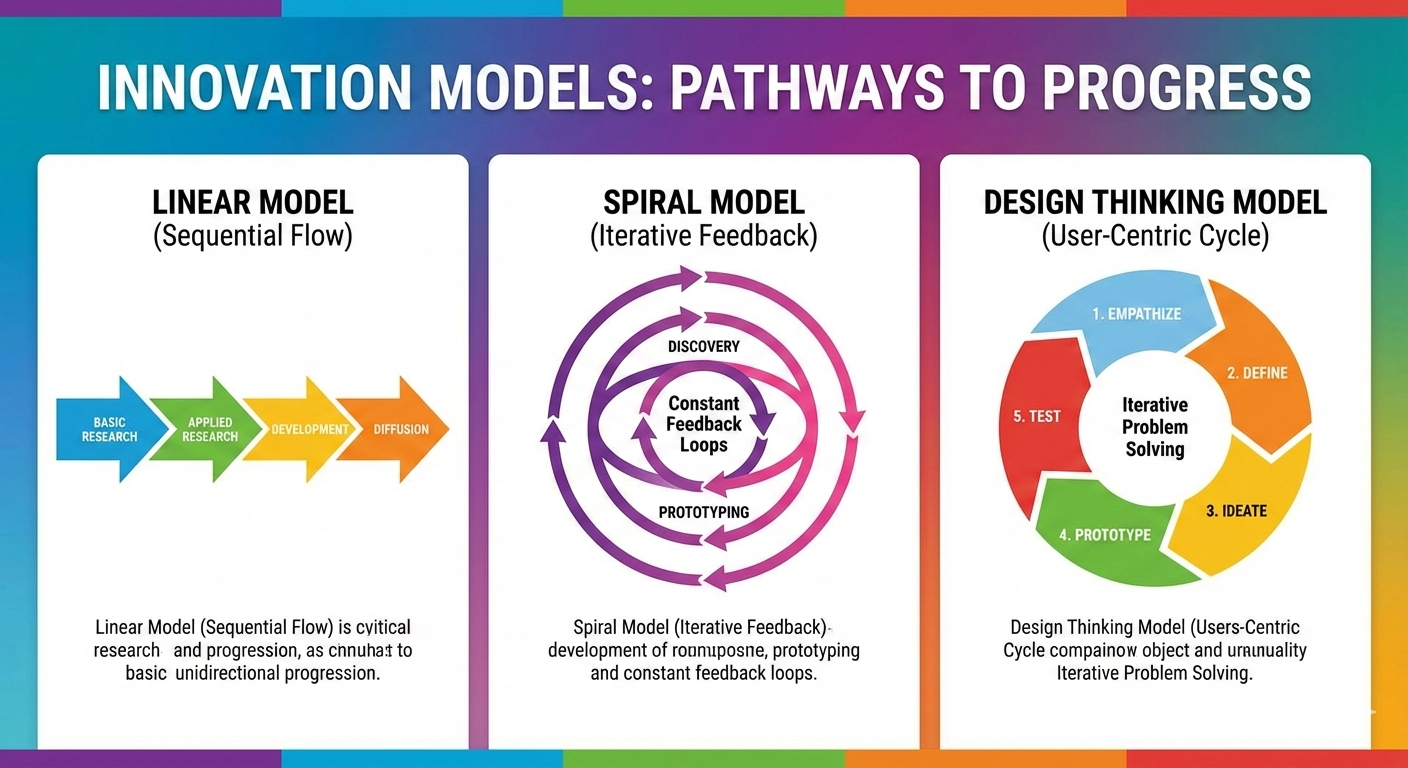 INNOVATION MODELS: PATHWAYS TO PROGRESS
LINEAR MODEL
(Sequential Flow)
BASIC
RESEARCH
APPLIED
RESEARCH
DEVELOPMENT
DIFFUSION
Linear Model (Sequential Flow) is
research and progression, as to
basic unidirectional progression.
SPIRAL MODEL
(Iterative Feedback)
DISCOVERY
Constant
Feedback
Loops
PROTOTYPING
Spiral Model (Iterative Feedback)-
development of prototyping
and constant feedback loops.
DESIGN THINKING MODEL
(User-Centric Cycle)
1. EMPATHIZE
2. DEFINE
3. IDEATE
4. PROTOTYPE
5. TEST
Iterative
Problem
Solving
Design Thinking Model (Users-Centric
Cycle object and
Iterative Problem Solving.